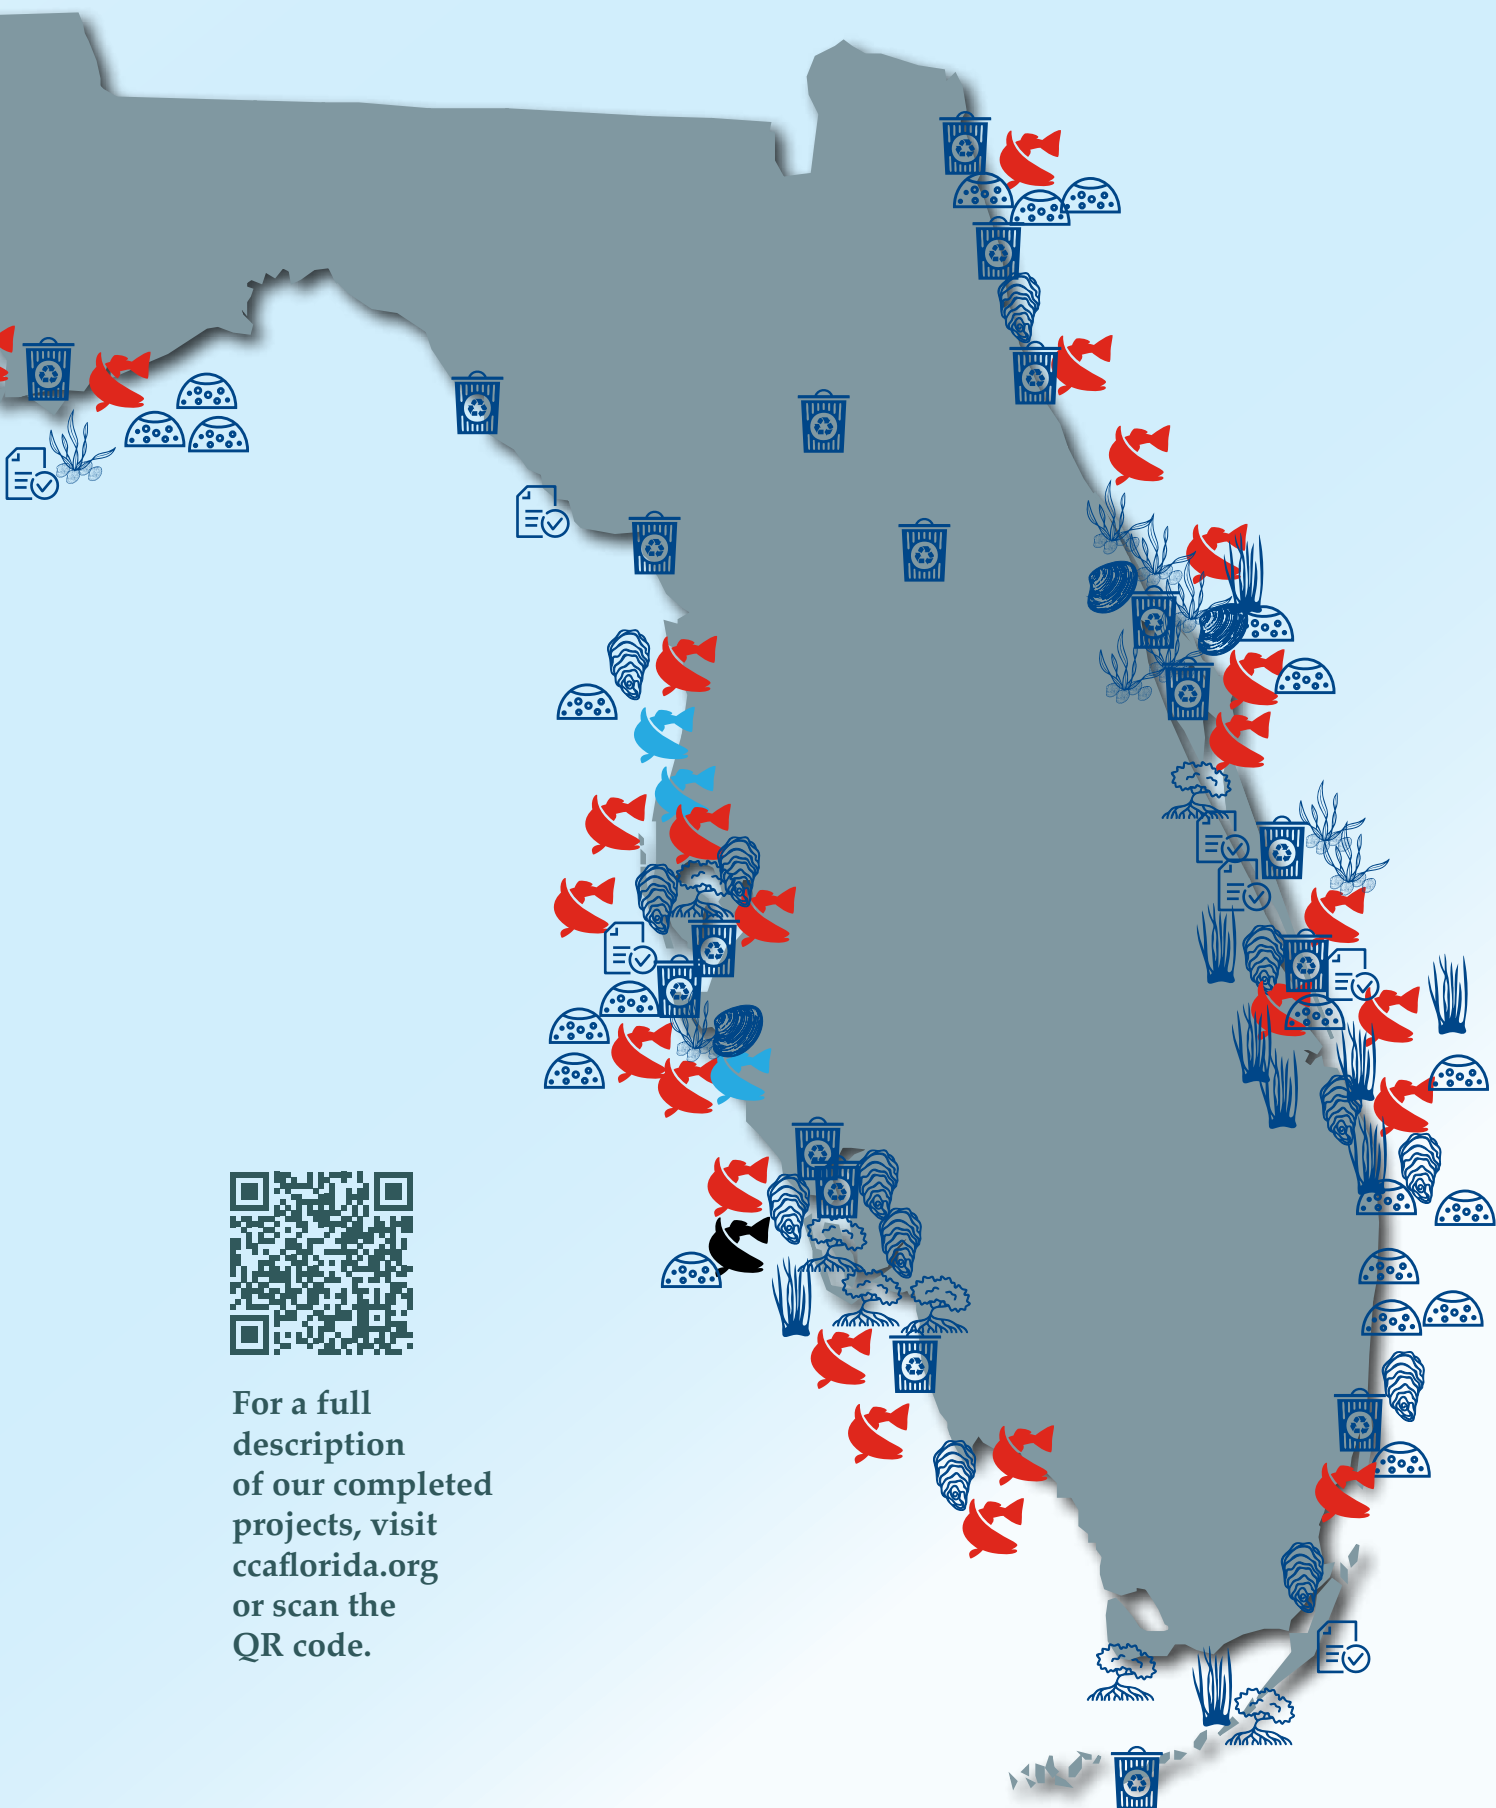 For a full
description
of our completed
projects, visit
ccaflorida.org
or scan the
QR code.